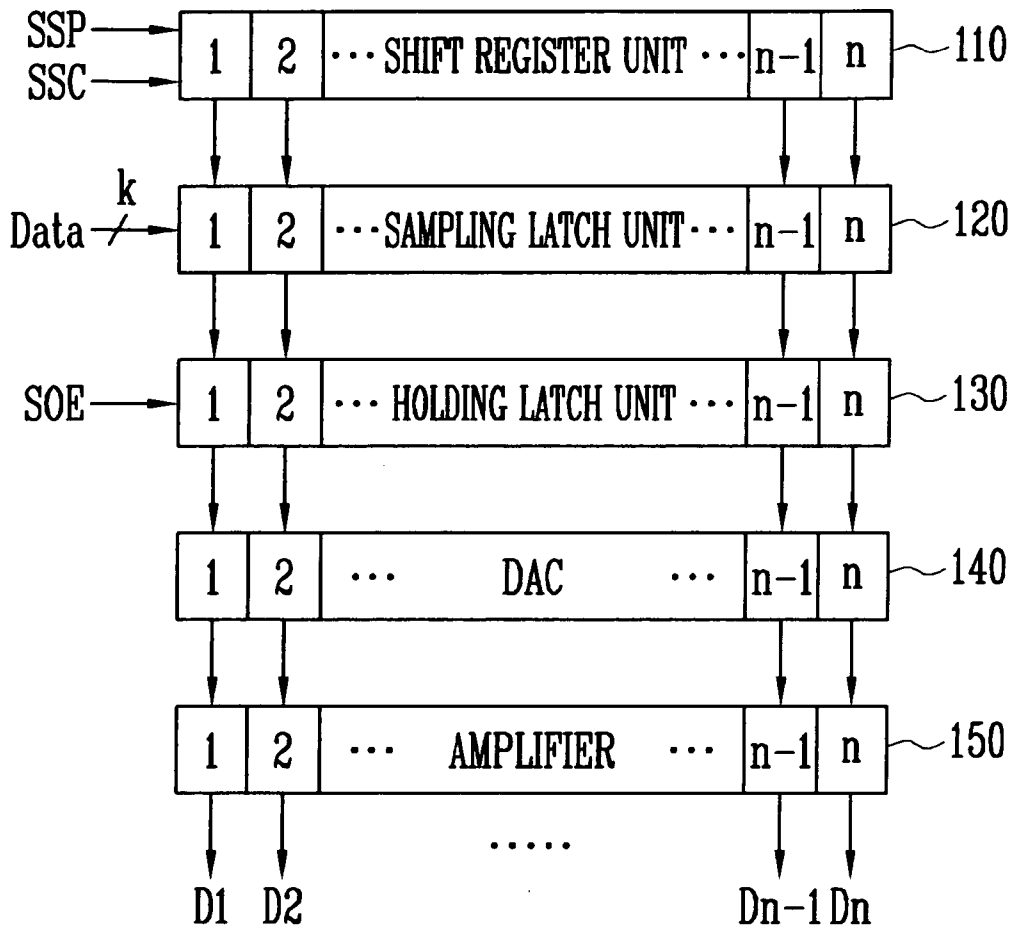 SSP
SSC
1 2 ··· SHIFT REGISTER UNIT ··· n-1 n
110
k
Data
1 2 ··· SAMPLING LATCH UNIT ··· n-1 n
120
SOE
1 2 ··· HOLDING LATCH UNIT ··· n-1 n
130
1 2 ··· DAC ··· n-1 n
140
1 2 ··· AMPLIFIER ··· n-1 n
150
·····
D1 D2 Dn-1 Dn